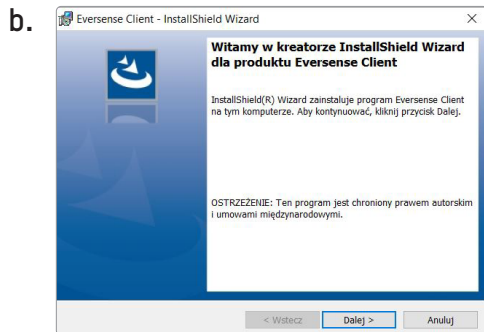 b.
Eversense Client - InstallShield Wizard
Witamy w kreatorze InstallShield Wizard
dla produktu Eversense Client
InstallShield(R) Wizard zainstaluje program Eversense Client
na tym komputerze. Aby kontynuować, kliknij przycisk Dalej.
OSTRZEŻENIE: Ten program jest chroniony prawem autorskim
i umowami międzynarodowymi.
< Wstecz Dalej > Anuluj